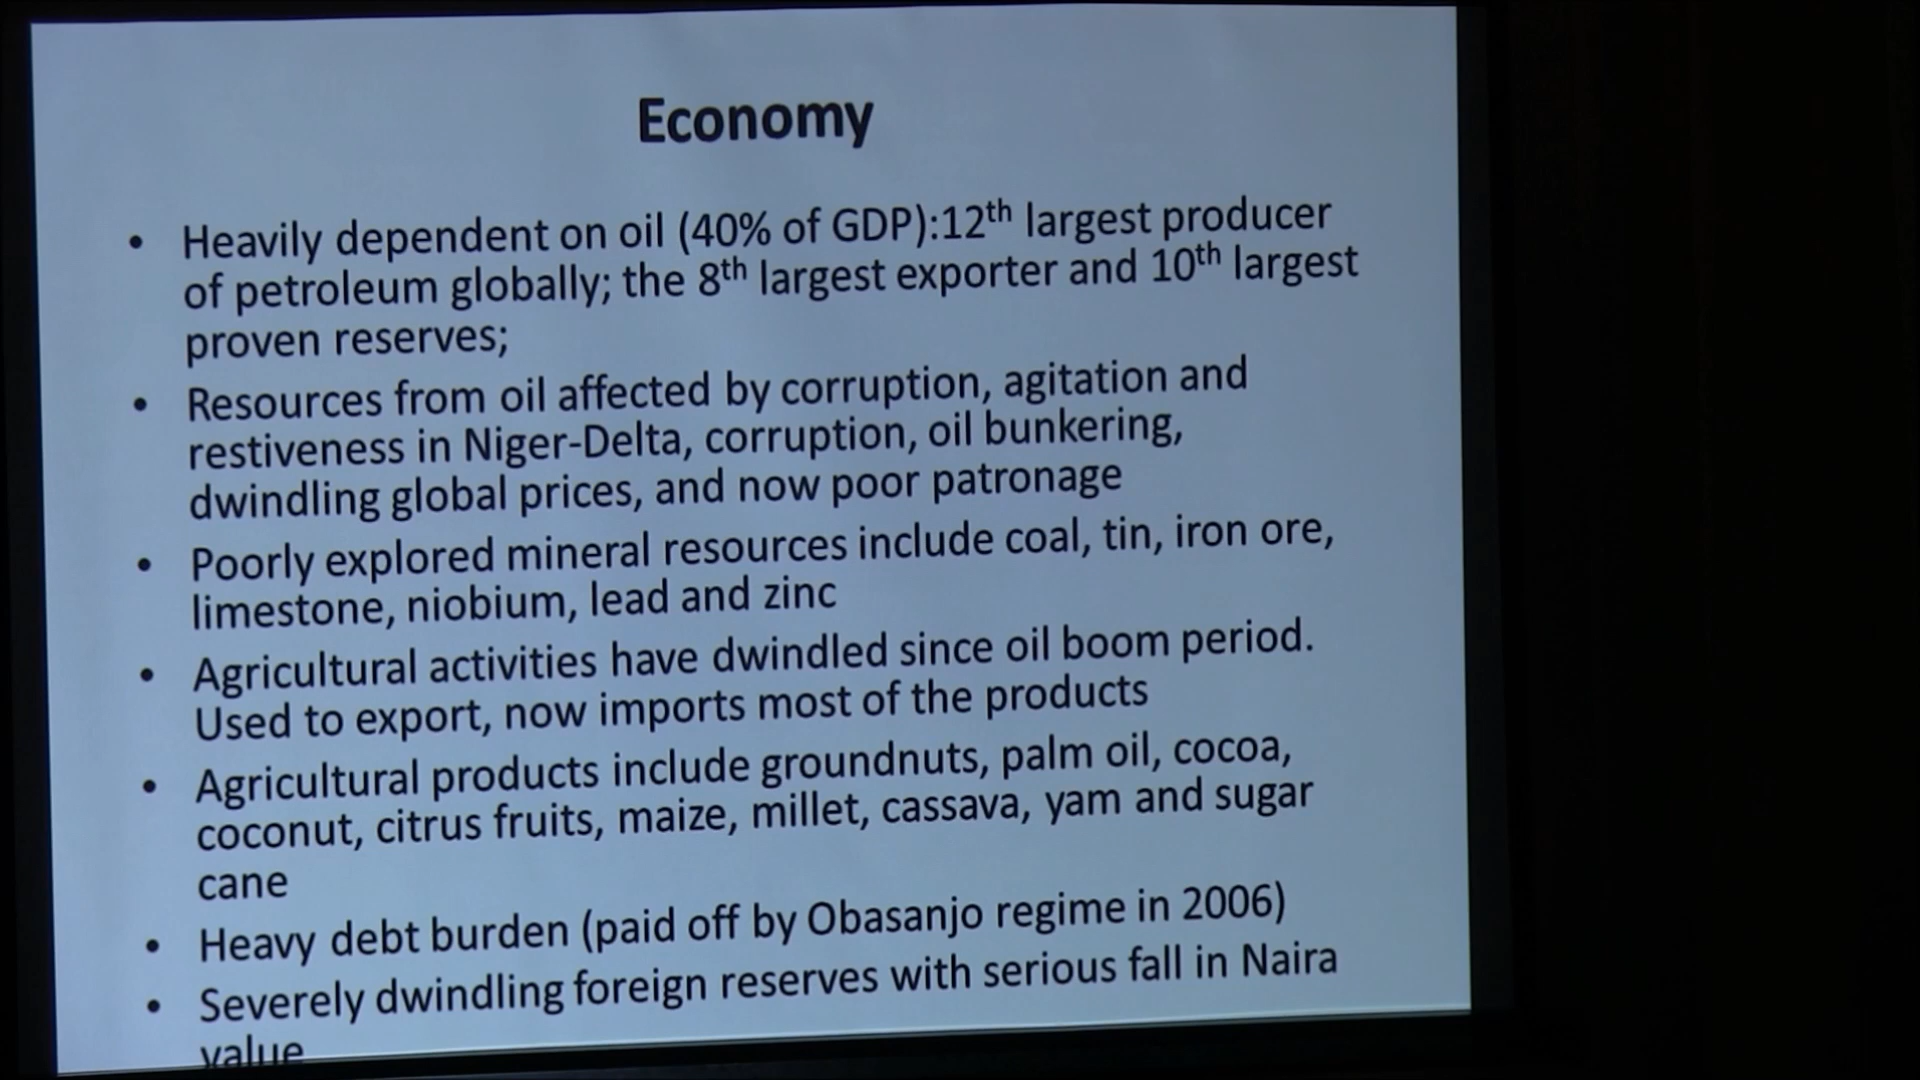 Economy
• Heavily dependent on oil (40% of GDP):12th largest producer
of petroleum globally; the 8th largest exporter and 10th largest
proven reserves;
• Resources from oil affected by corruption, agitation and
restiveness in Niger-Delta, corruption, oil bunkering,
dwindling global prices, and now poor patronage
• Poorly explored mineral resources include coal, tin, iron ore,
limestone, niobium, lead and zinc
• Agricultural activities have dwindled since oil boom period.
Used to export, now imports most of the products
• Agricultural products include groundnuts, palm oil, cocoa,
coconut, citrus fruits, maize, millet, cassava, yam and sugar
cane
• Heavy debt burden (paid off by Obasanjo regime in 2006)
• Severely dwindling foreign reserves with serious fall in Naira
value